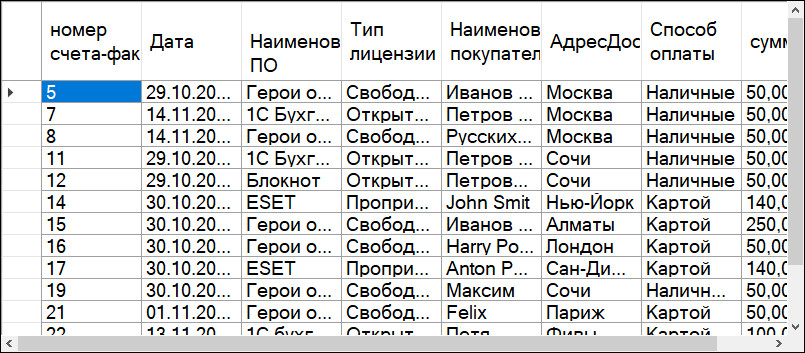 номер счета-фак Дата Наименов ПО Тип лицензии Наименов покупател АдресДос Способ оплаты сумм
5 29.10.20... Герои о... Свобод... Иванов ... Москва Наличные 50,00
7 14.11.20... 1С Бухг... Открыт... Петров ... Москва Наличные 50,00
8 14.11.20... Герои о... Свобод... Русских... Москва Наличные 50,00
11 29.10.20... 1С Бухг... Открыт... Петров... Сочи Наличные 50,00
12 29.10.20... Блокнот Открыт... Петров... Сочи Наличные 50,00
14 30.10.20... ESET Пропри... John Smit Нью-Йорк Картой 140,0
15 30.10.20... Герои о... Свобод... Иванов ... Алматы Картой 250,0
16 30.10.20... Герои о... Свобод... Harry Po... Лондон Картой 50,00
17 30.10.20... ESET Пропри... Anton P... Сан-Ди... Картой 140,0
19 30.10.20... Герои о... Свобод... Максим Сочи Наличн... 50,00
21 01.11.20... Герои о... Свобод... Felix Париж Картой 50,00
22 13.11.20... 1С бухг... Открыт... Петя Фивы Картой 100,0